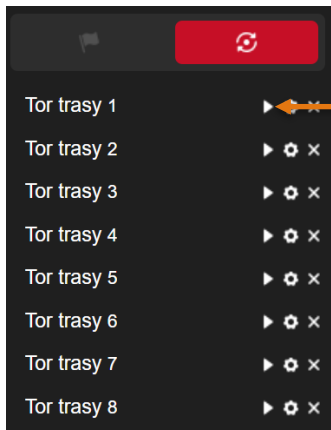 Tor trasy 1
Tor trasy 2
Tor trasy 3
Tor trasy 4
Tor trasy 5
Tor trasy 6
Tor trasy 7
Tor trasy 8